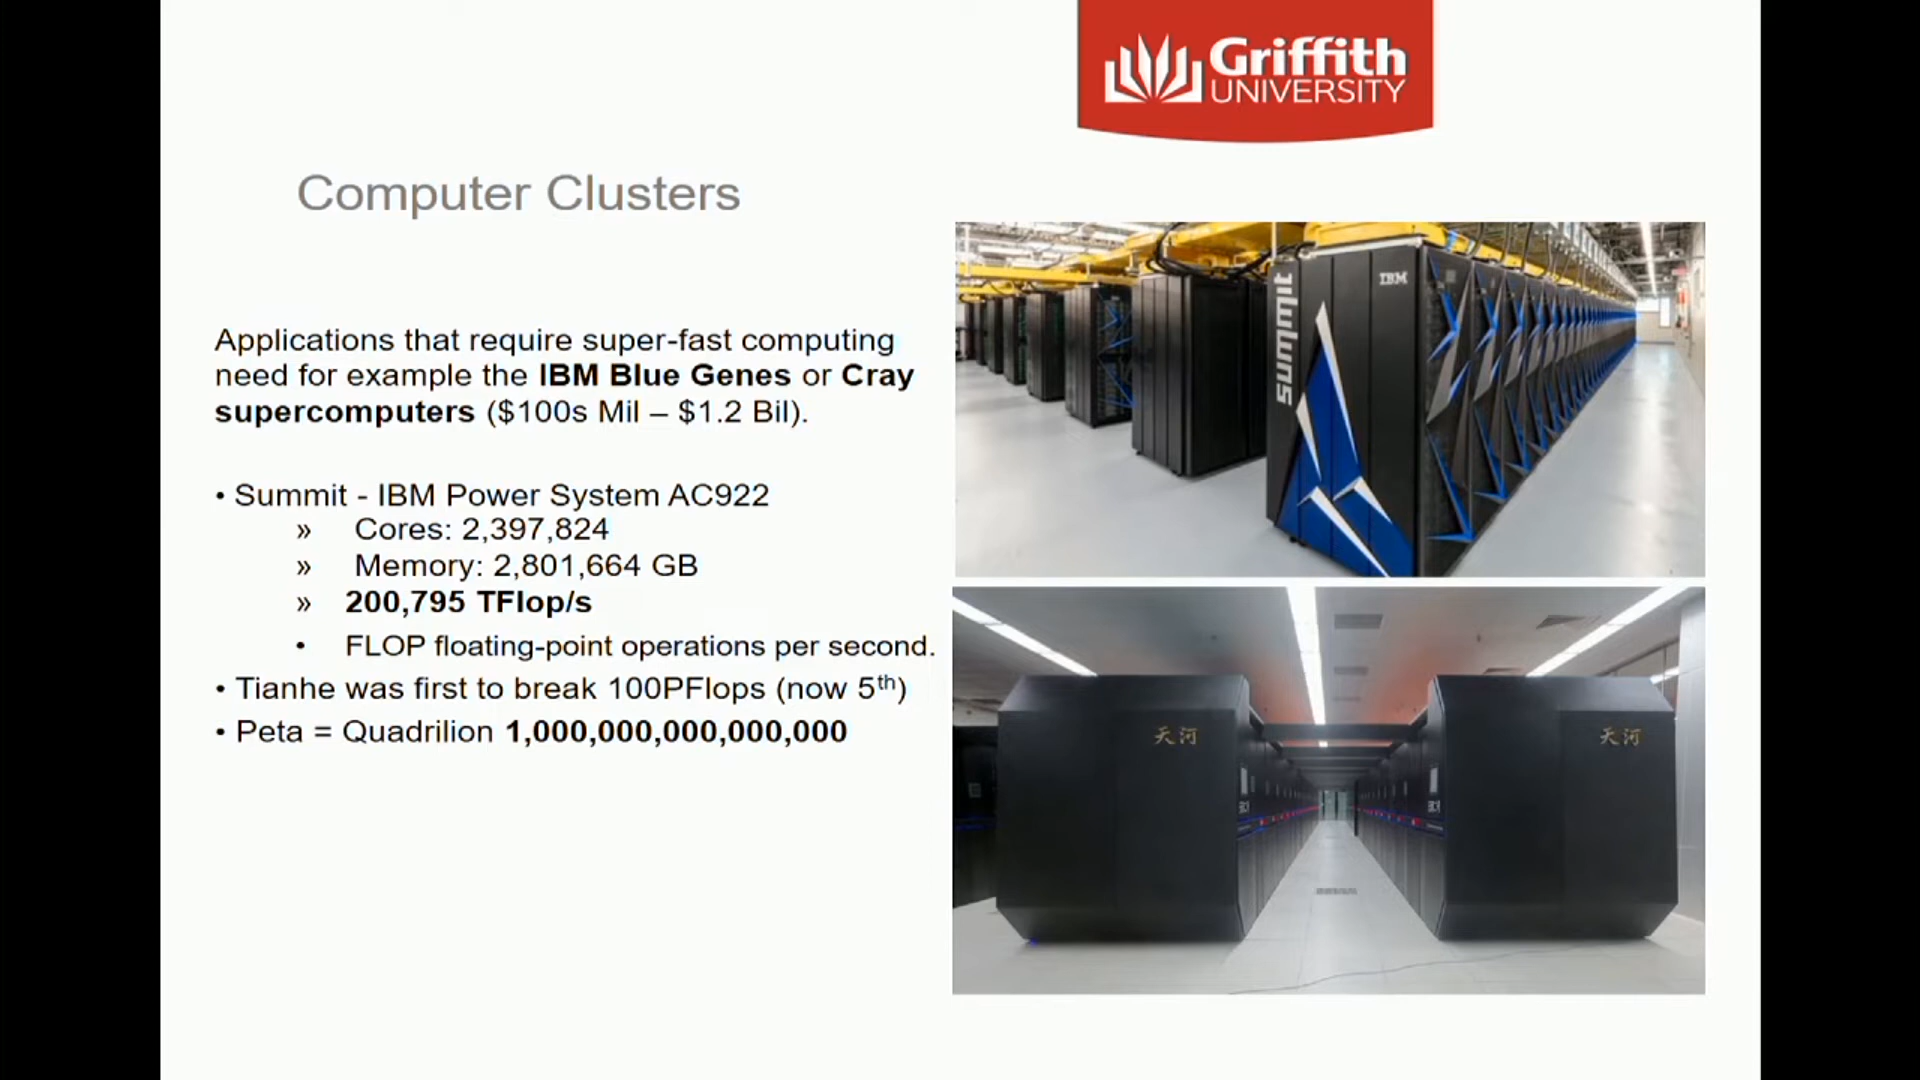 Griffith
UNIVERSITY
Computer Clusters
Applications that require super-fast computing
need for example the IBM Blue Genes or Cray
supercomputers ($100s Mil – $1.2 Bil).
• Summit - IBM Power System AC922
» Cores: 2,397,824
» Memory: 2,801,664 GB
» 200,795 TFlop/s
• FLOP floating-point operations per second.
• Tianhe was first to break 100PFlops (now 5th)
• Peta = Quadrilion 1,000,000,000,000,000
summit
IBM
天河
天河